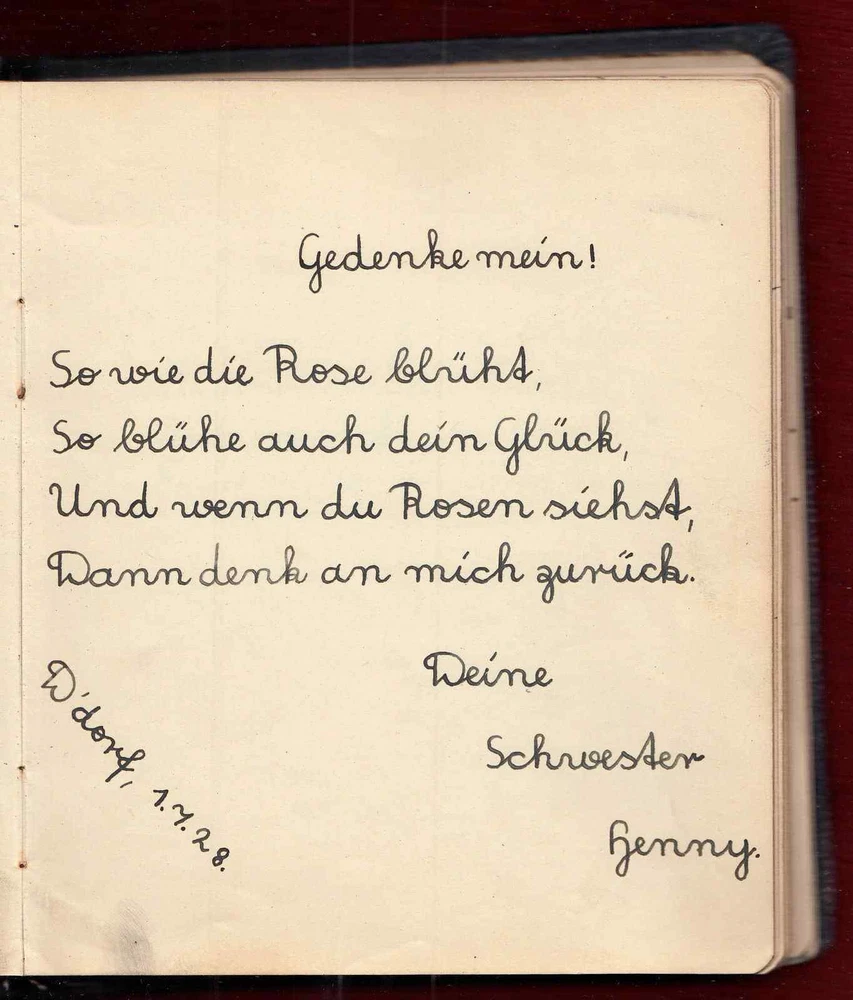 Gedenke mein!
So wie die Rose blüht,
So blühe auch dein Glück,
Und wenn du Rosen siehst,
Dann denk an mich zurück.
Deine
Schwester
Henny.
D'dorf, 1.7.28.